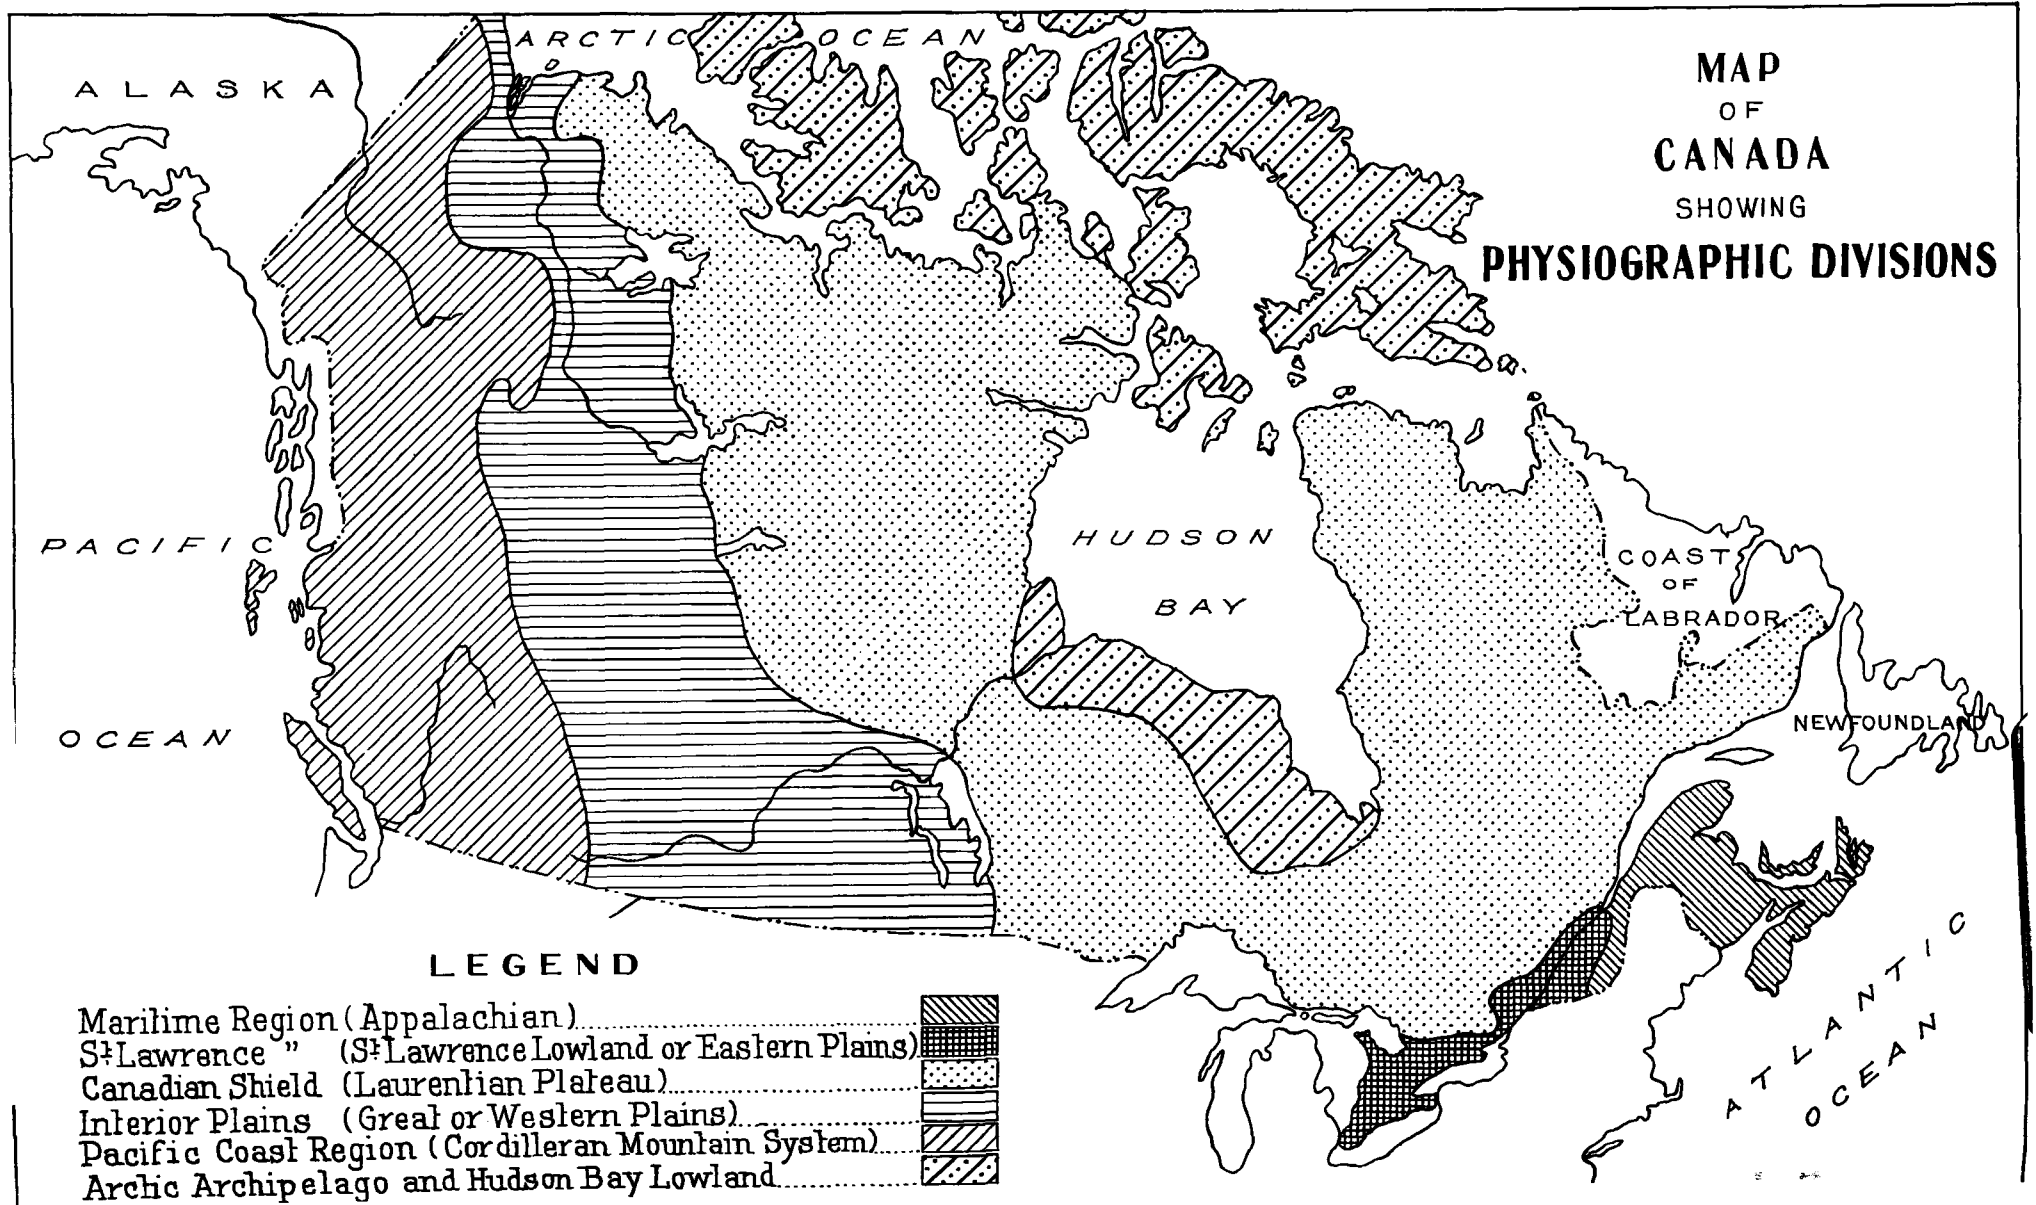 MAP
OF
CANADA
SHOWING
PHYSIOGRAPHIC DIVISIONS
ARCTIC OCEAN
ALASKA
PACIFIC
OCEAN
HUDSON
BAY
COAST
OF
LABRADOR
NEWFOUNDLAND
ATLANTIC
OCEAN
LEGEND
Maritime Region (Appalachian)
St Lawrence " (St Lawrence Lowland or Eastern Plains)
Canadian Shield (Laurentian Plateau)
Interior Plains (Great or Western Plains)
Pacific Coast Region (Cordilleran Mountain System)
Arctic Archipelago and Hudson Bay Lowland